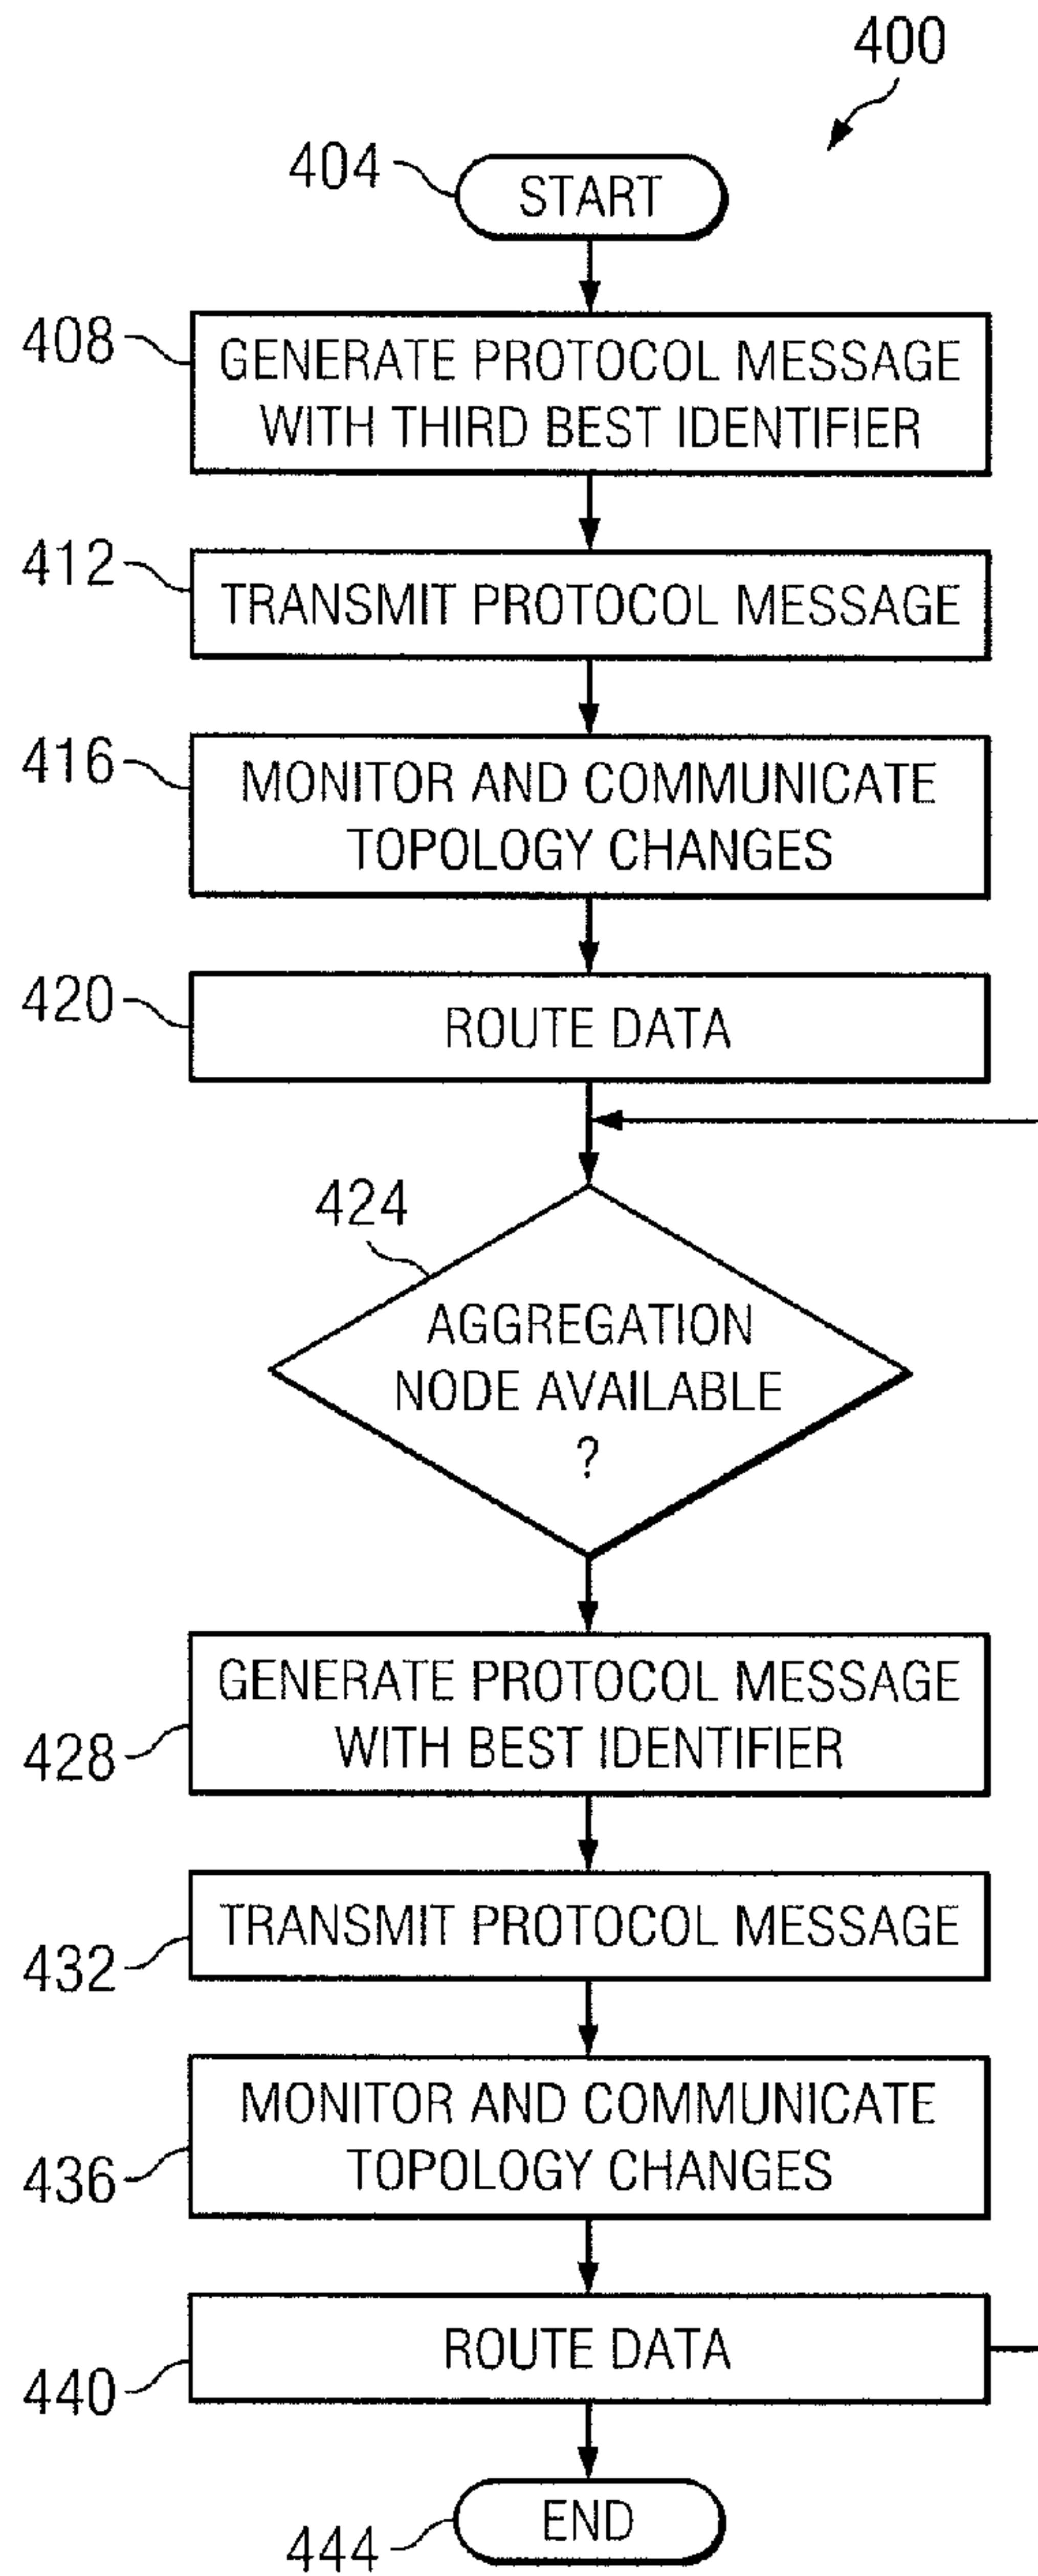 400
404
START
408
GENERATE PROTOCOL MESSAGE
WITH THIRD BEST IDENTIFIER
412
TRANSMIT PROTOCOL MESSAGE
416
MONITOR AND COMMUNICATE
TOPOLOGY CHANGES
420
ROUTE DATA
424
AGGREGATION
NODE AVAILABLE
?
428
GENERATE PROTOCOL MESSAGE
WITH BEST IDENTIFIER
432
TRANSMIT PROTOCOL MESSAGE
436
MONITOR AND COMMUNICATE
TOPOLOGY CHANGES
440
ROUTE DATA
444
END